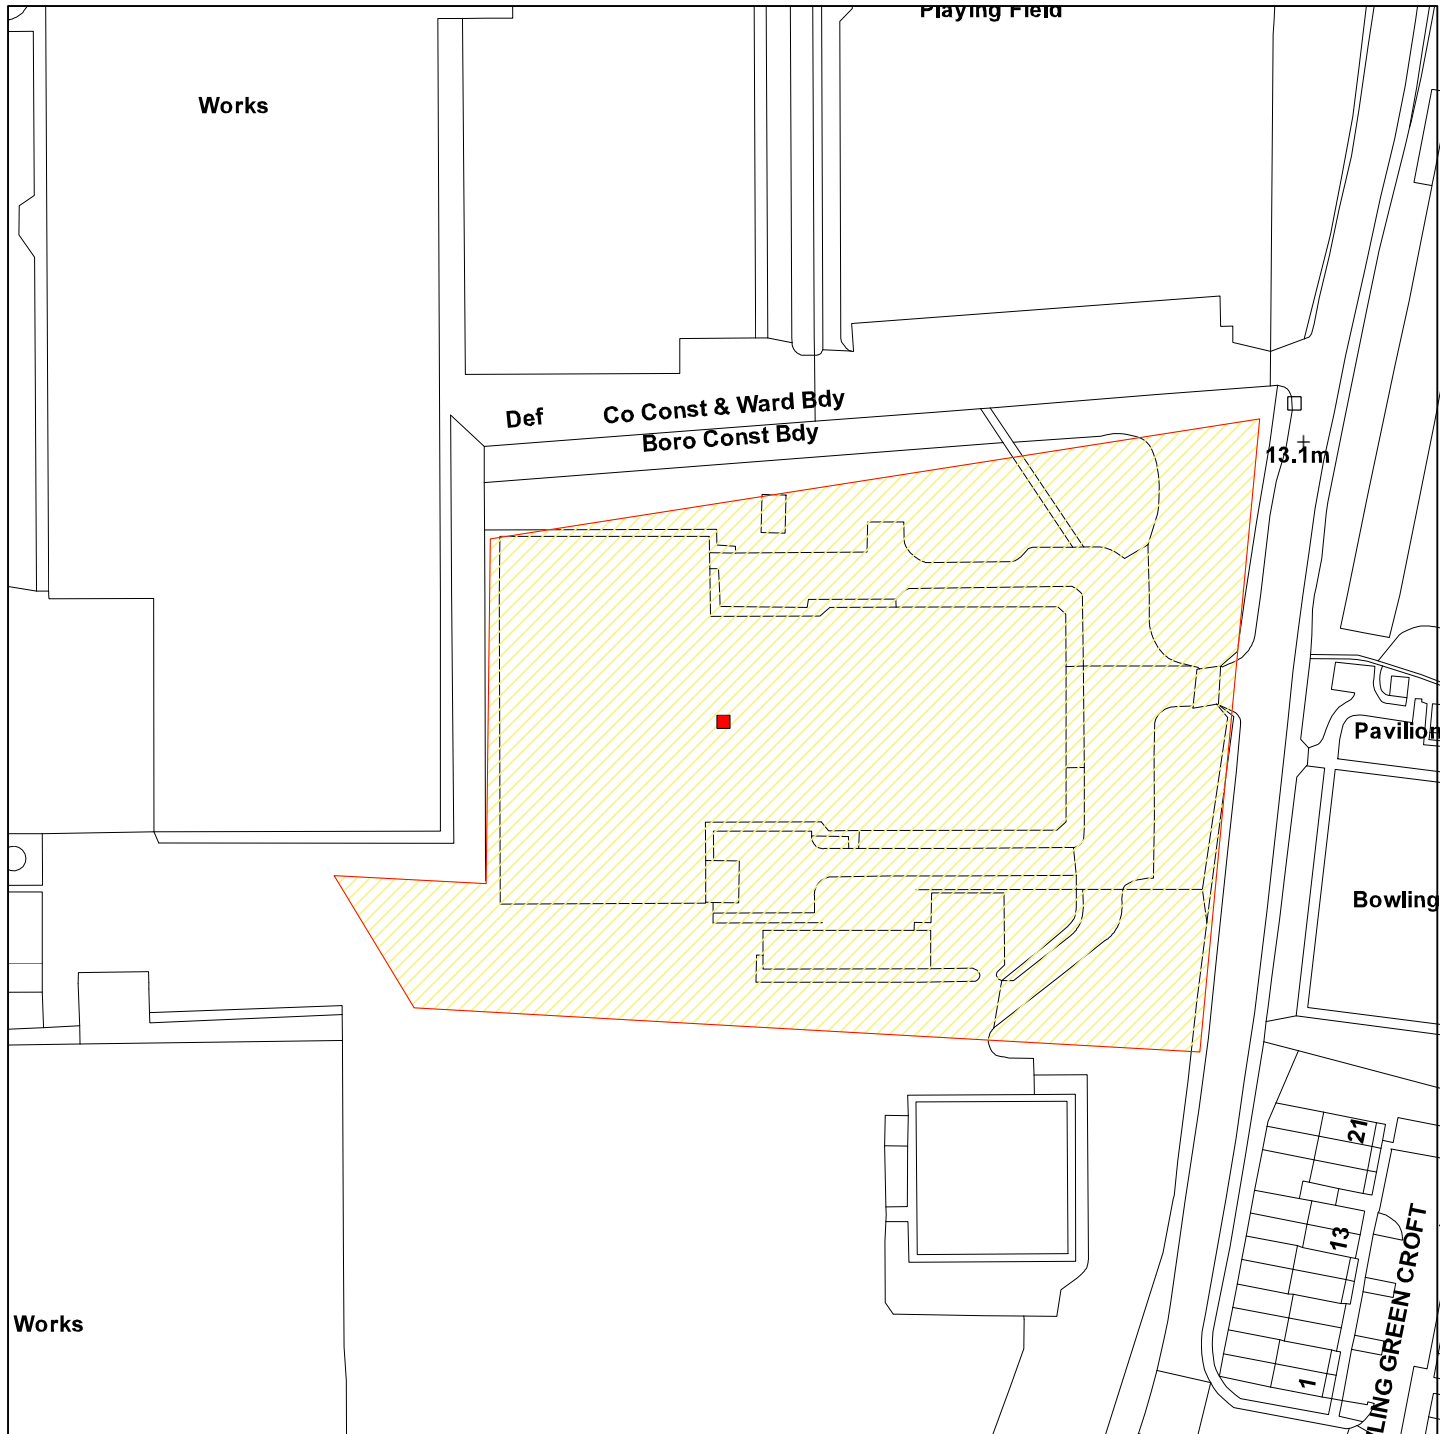 Playing Field
Works
Def
Co Const & Ward Bdy
Boro Const Bdy
13.1m
Pavilion
Bowling
21
13
1
LING GREEN CROFT
Works